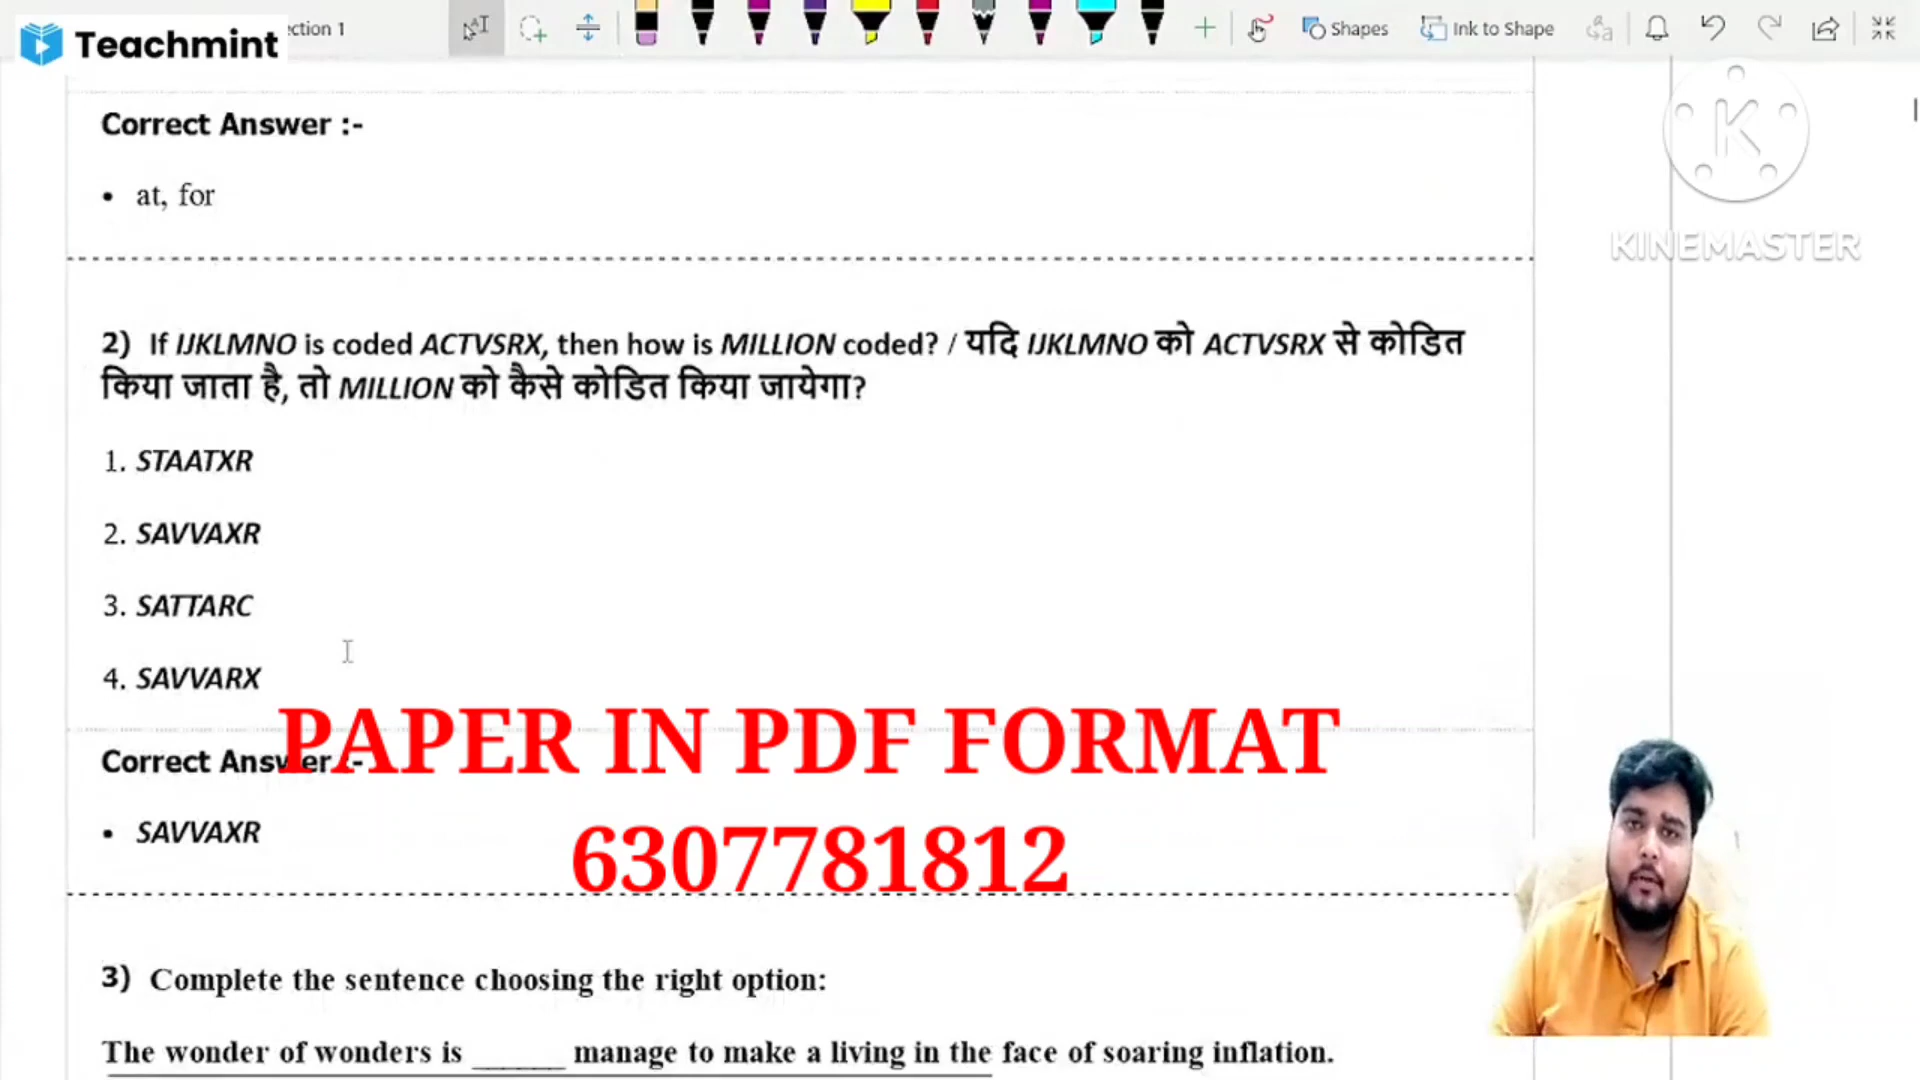 Teachmint
ction 1
Shapes
Ink to Shape
KINEMASTER
Correct Answer :-
• at, for
2) If IJKLMNO is coded ACTVSRX, then how is MILLION coded? / यदि IJKLMNO को ACTVSRX से कोडित
किया जाता है, तो MILLION को कैसे कोडित किया जायेगा?
1. STAATXR
2. SAVVAXR
3. SATTARC
4. SAVVARX
PAPER IN PDF FORMAT
Correct Answer :-
• SAVVAXR
6307781812
3) Complete the sentence choosing the right option:
The wonder of wonders is ______ manage to make a living in the face of soaring inflation.